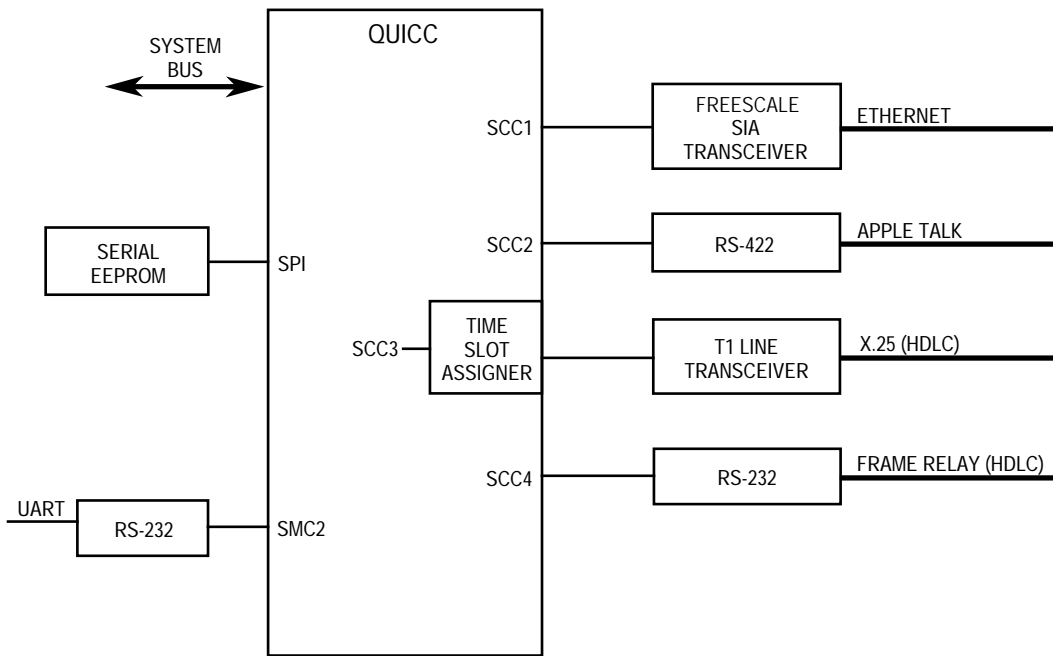 QUICC
SYSTEM
BUS
SCC1
FREESCALE
SIA
TRANSCEIVER
ETHERNET
SCC2
RS-422
APPLE TALK
SERIAL
EEPROM
SPI
SCC3
TIME
SLOT
ASSIGNER
T1 LINE
TRANSCEIVER
X.25 (HDLC)
SCC4
RS-232
FRAME RELAY (HDLC)
UART
RS-232
SMC2